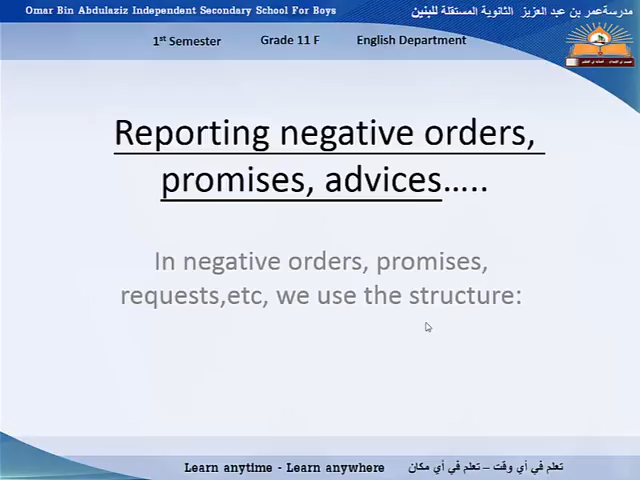 Omar Bin Abdulaziz Independent Secondary School For Boys
مدرسةعمر بن عبد العزيز الثانوية المستقلة للبنين
1st Semester Grade 11 F English Department
Reporting negative orders,
promises, advices…..
In negative orders, promises,
requests,etc, we use the structure:
Learn anytime - Learn anywhere
تعلم في أي وقت – تعلم في أي مكان